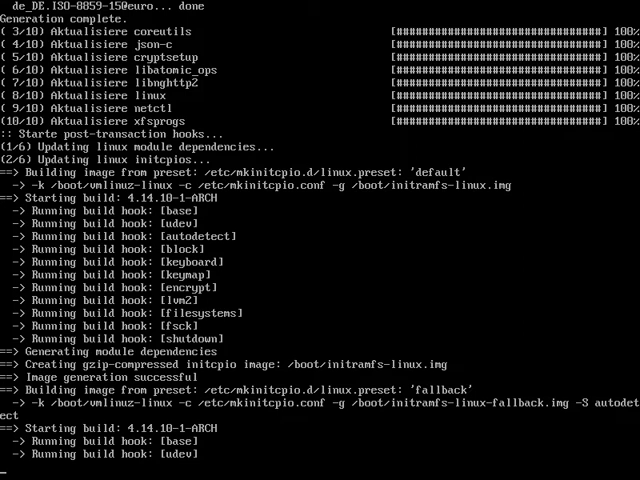 de_DE.ISO-8859-15@euro... done
Generation complete.
( 3/10) Aktualisiere coreutils [################################] 100%
( 4/10) Aktualisiere json-c [################################] 100%
( 5/10) Aktualisiere cryptsetup [################################] 100%
( 6/10) Aktualisiere libatomic_ops [################################] 100%
( 7/10) Aktualisiere libnghttp2 [################################] 100%
( 8/10) Aktualisiere linux [################################] 100%
( 9/10) Aktualisiere netctl [################################] 100%
(10/10) Aktualisiere xfsprogs [################################] 100%
:: Starte post-transaction hooks...
(1/6) Updating linux module dependencies...
(2/6) Updating linux initcpios...
==> Building image from preset: /etc/mkinitcpio.d/linux.preset: 'default'
-> -k /boot/vmlinuz-linux -c /etc/mkinitcpio.conf -g /boot/initramfs-linux.img
==> Starting build: 4.14.10-1-ARCH
-> Running build hook: [base]
-> Running build hook: [udev]
-> Running build hook: [autodetect]
-> Running build hook: [block]
-> Running build hook: [keyboard]
-> Running build hook: [keymap]
-> Running build hook: [encrypt]
-> Running build hook: [lvm2]
-> Running build hook: [filesystems]
-> Running build hook: [fsck]
-> Running build hook: [shutdown]
==> Generating module dependencies
==> Creating gzip-compressed initcpio image: /boot/initramfs-linux.img
==> Image generation successful
==> Building image from preset: /etc/mkinitcpio.d/linux.preset: 'fallback'
-> -k /boot/vmlinuz-linux -c /etc/mkinitcpio.conf -g /boot/initramfs-linux-fallback.img -S autodet
ect
==> Starting build: 4.14.10-1-ARCH
-> Running build hook: [base]
-> Running build hook: [udev]